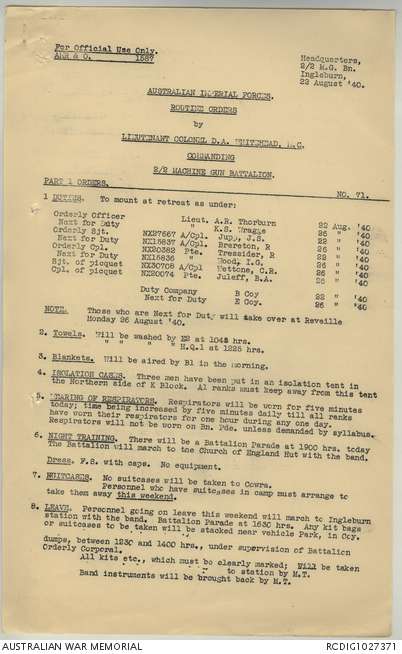 For Official Use Only.
AAM & O. 1587
Headquarters,
2/2 M.G. Bn.
Ingleburn,
22 August '40.
AUSTRALIAN IMPERIAL FORCES.
ROUTINE ORDERS
by
LIEUTENANT COLONEL D.A. WHITEHEAD, M.C.
COMMANDING
2/2 MACHINE GUN BATTALION.
PART 1 ORDERS. NO. 71.
1 DUTIES. To mount at retreat as under:
Orderly Officer Lieut. A.R. Thorburn 22 Aug. '40
Next for Duty " K.S. Wragge 26 " '40
Orderly Sjt. NX27667 A/Cpl. Jupp, J.S. 22 " '40
Next for Duty NX15837 A/Cpl. Brereton, R 26 " '40
Orderly Cpl. NX20382 Pte. Tressider, R 22 " '40
Next for Duty NX15836 " Hood, I.G. 26 " '40
Sjt. of picquet NX30708 A/Cpl Mettone, C.R. 26 " '40
Cpl. of picquet NX20074 Pte. Juleff, B.A. 26 " '40
Duty Company B Coy 22 " '40
Next for Duty E Coy. 26 " '40
NOTE. Those who are Next for Duty will take over at Reveille
Monday 26 August '40.
2. Towels. Will be washed by E2 at 1045 hrs.
" " " H.Q.1 at 1225 hrs.
3. Blankets. Will be aired by B1 in the morning.
4. ISOLATION CASES. Three men have been put in an isolation tent in
the Northern side of K Block. Al ranks must keep away from this tent
5. WEARING OF RESPIRATORS. Respirators will be worn for five minutes
today; time being increased by five minutes daily till all ranks
have worn their respirators for one hour during any one day.
Respirators will not be worn on Bn. Pde. unless demanded by syllabus.
6. NIGHT TRAINING. There will be a Battalion Parade at 1900 hrs. today
The Battalion will march to the Church of England Hut with the band.
Dress. F.S. with caps. No equipment.
7. SUITCASES. No suitcases will be taken to Cowra.
Personnel who have suitcases in camp must arrange to
take them away this weekend.
8. LEAVE. Personnel going on leave this weekend will march to Ingleburn
station with the band. Battalion Parade at 1630 hrs. Any kit bags
or suitcases to be taken will be stacked near vehicle Park, in Coy.
dumps, between 1230 and 1400 hrs., under supervision of Battalion
Orderly Corporal.
All kits etc., which must be clearly marked; Will be taken
to station by M.T.
Band instruments will be brought back by M.T.
AUSTRALIAN WAR MEMORIAL RCDIG1027371